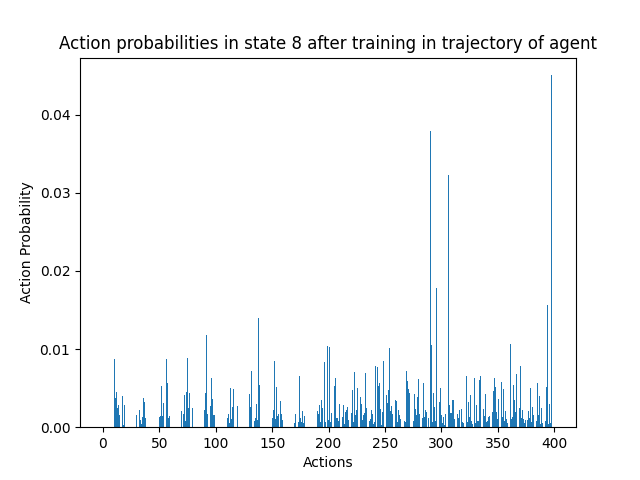 Action probabilities in state 8 after training in trajectory of agent
0.04
0.03
0.02
0.01
0.00
Action Probability
0 50 100 150 200 250 300 350 400
Actions